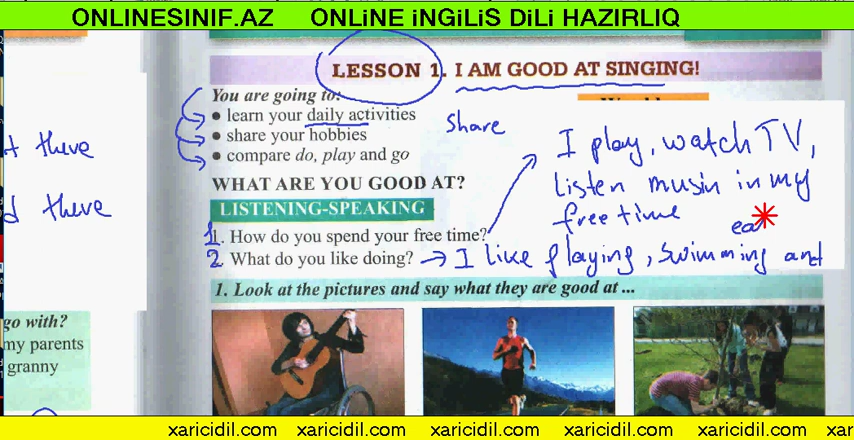 ONLINESINIF.AZ ONLiNE iNGiLiS DiLi HAZIRLIQ
LESSON 1. I AM GOOD AT SINGING!
You are going to:
• learn your daily activities
• share your hobbies
• compare do, play and go
share
there
there
WHAT ARE YOU GOOD AT?
LISTENING-SPEAKING
I play, watch TV,
listen musin in my
free time
1. How do you spend your free time?
2. What do you like doing? → I like playing, swimming and
ea
1. Look at the pictures and say what they are good at ...
go with?
my parents
granny
xaricidil.com xaricidil.com xaricidil.com xaricidil.com xaricidil.com xar